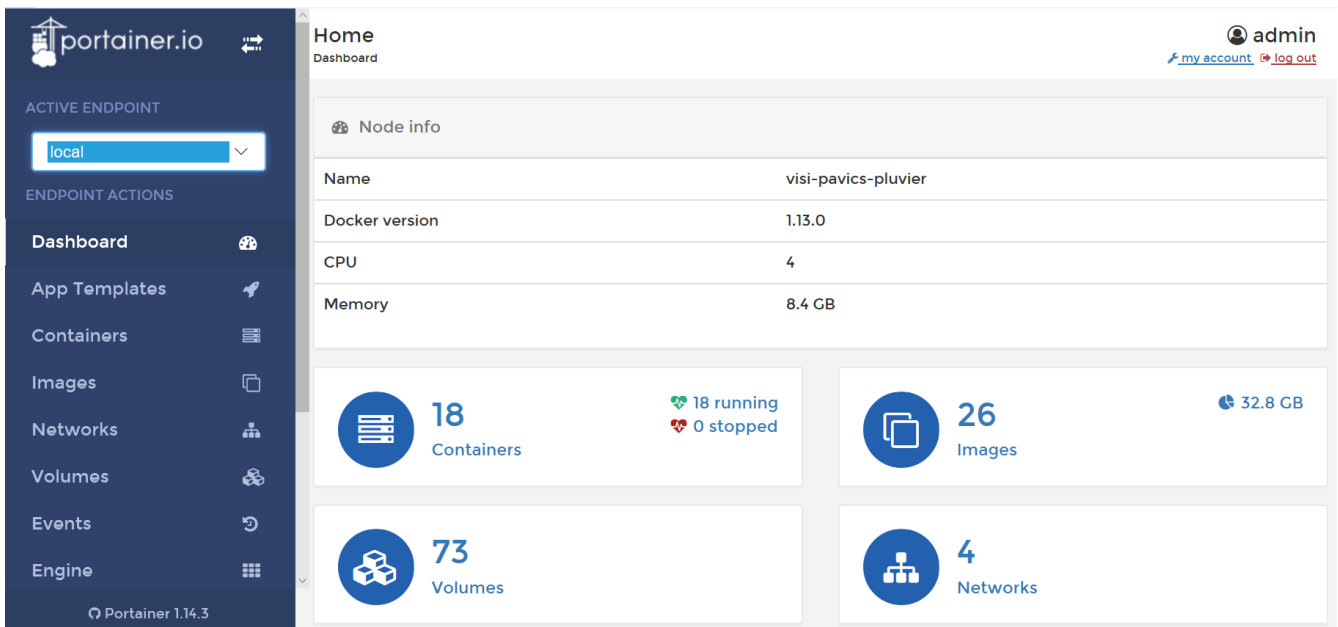 portainer.io
ACTIVE ENDPOINT
local
ENDPOINT ACTIONS
Dashboard
App Templates
Containers
Images
Networks
Volumes
Events
Engine
Portainer 1.14.3
Home
Dashboard
admin
my account log out
Node info
Name visi-pavics-pluvier
Docker version 1.13.0
CPU 4
Memory 8.4 GB
18
Containers
18 running
0 stopped
26
Images
32.8 GB
73
Volumes
4
Networks